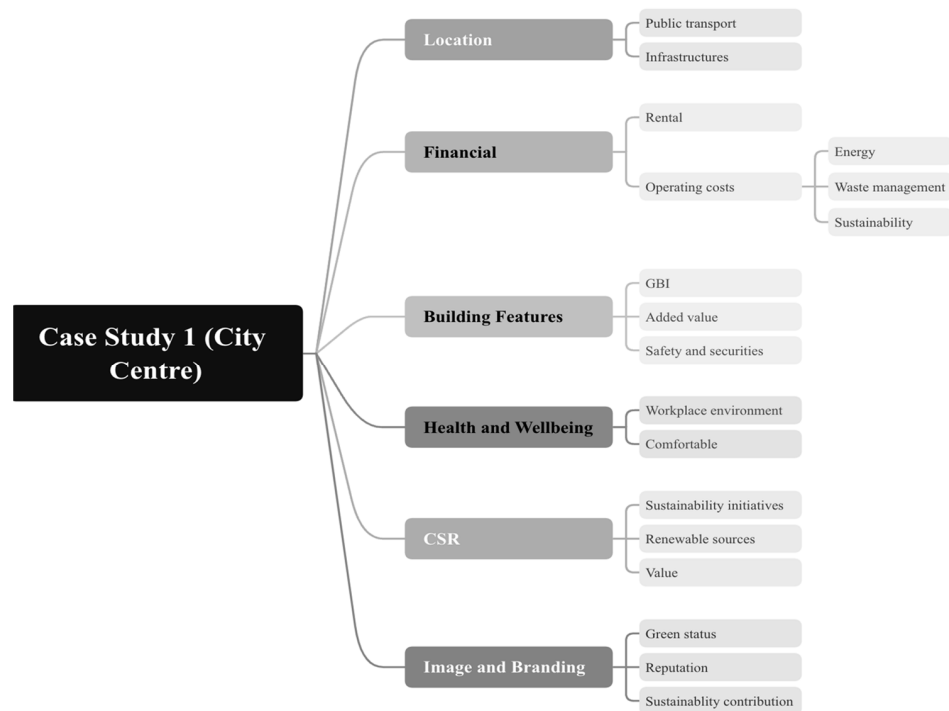 Case Study 1 (City
Centre)
Location
Public transport
Infrastructures
Financial
Rental
Operating costs
Energy
Waste management
Sustainability
Building Features
GBI
Added value
Safety and securities
Health and Wellbeing
Workplace environment
Comfortable
CSR
Sustainability initiatives
Renewable sources
Value
Image and Branding
Green status
Reputation
Sustainablity contribution